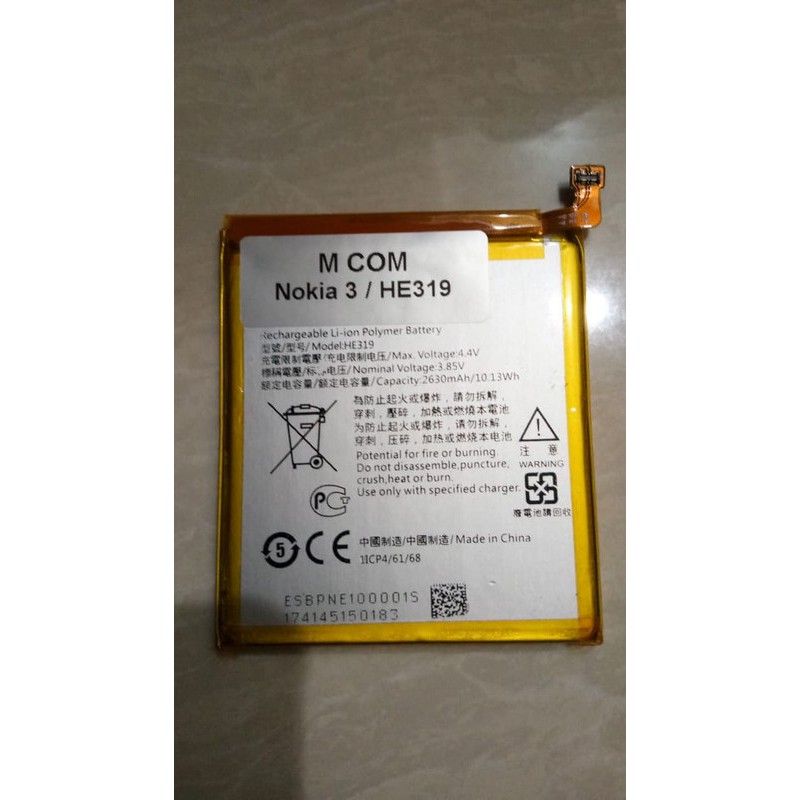 M COM
Nokia 3 / HE319
Rechargeable Li-ion Polymer Battery
型號/型号/ Model:HE319
充電限制電壓/充电限制电压/ Max. Voltage:4.4V
標稱電壓/标称电压/ Nominal Voltage:3.85V
額定电容量/额定电容量/ Capacity:2630mAh/10.13Wh
為防止起火或爆炸，請勿拆解，
穿刺，壓碎，加熱或燃燒本電池
为防止起火或爆炸，请勿拆解，
穿刺，压碎，加热或燃烧本电池
Potential for fire or burning.
Do not disassemble,puncture,
crush,heat or burn.
Use only with specified charger.
注 意
WARNING
廢電池請回收
PCT
5 CE
中國制造/中國制造/ Made in China
1ICP4/61/68
ESBPNE100001S
174145150183